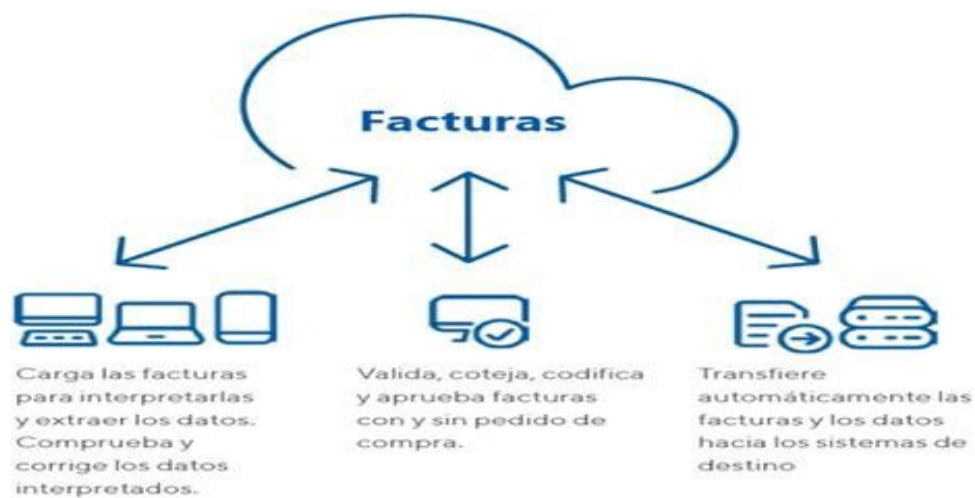 Facturas
Carga las facturas
para interpretarlas
y extraer los datos.
Comprueba y
corrige los datos
interpretados.
Valida, coteja, codifica
y aprueba facturas
con y sin pedido de
compra.
Transfiere
automáticamente las
facturas y los datos
hacia los sistemas de
destino